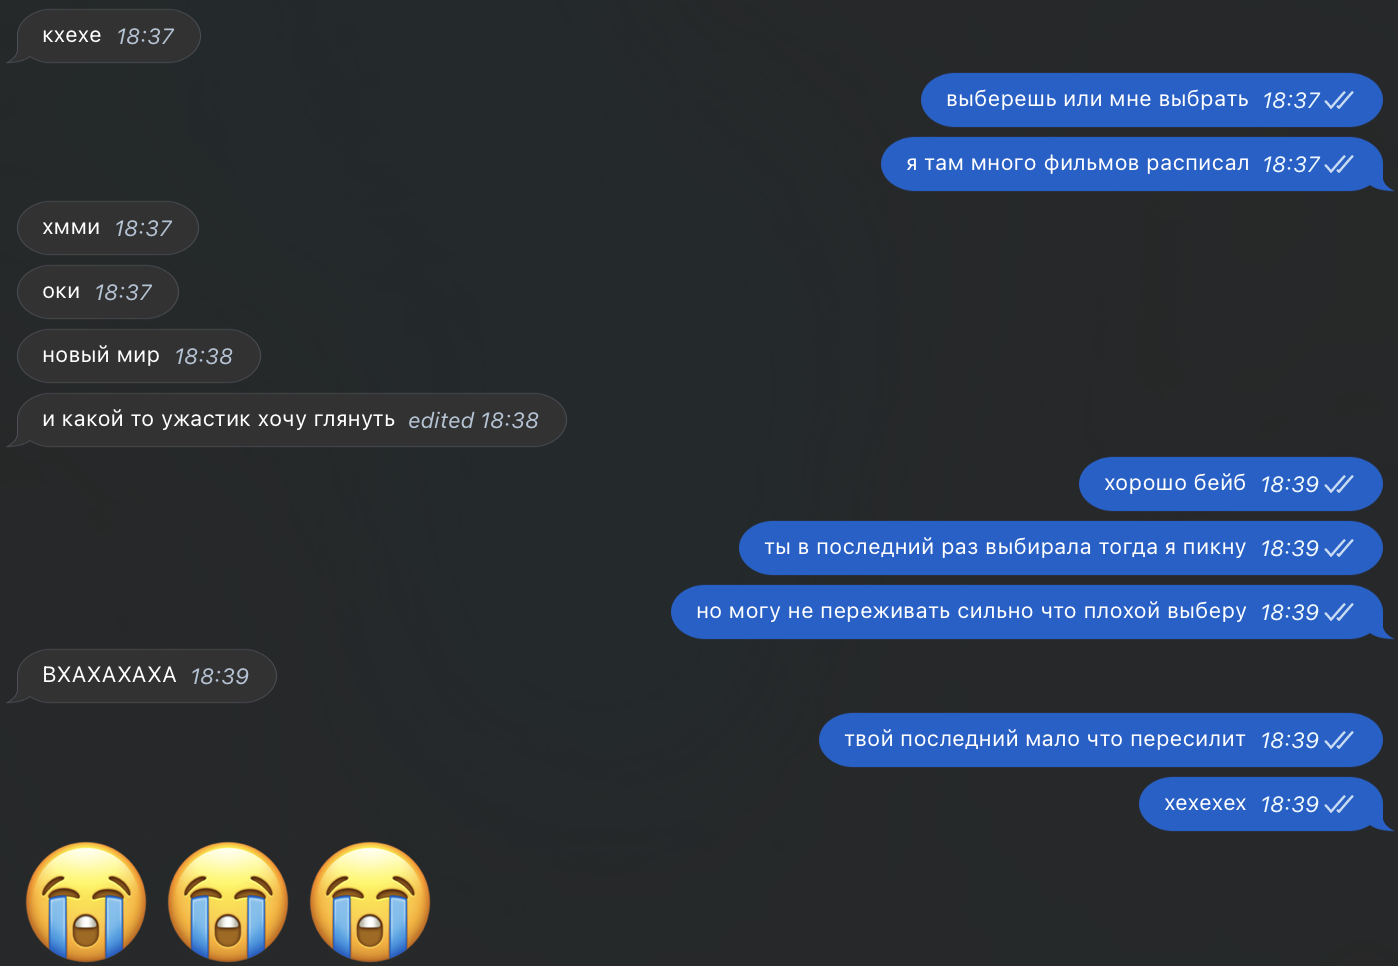 кхехе 18:37
выберешь или мне выбрать 18:37
я там много фильмов расписал 18:37
хмми 18:37
оки 18:37
новый мир 18:38
и какой то ужастик хочу глянуть edited 18:38
хорошо бейб 18:39
ты в последний раз выбирала тогда я пикну 18:39
но могу не переживать сильно что плохой выберу 18:39
ВХАХАХАХА 18:39
твой последний мало что пересилит 18:39
хехехех 18:39